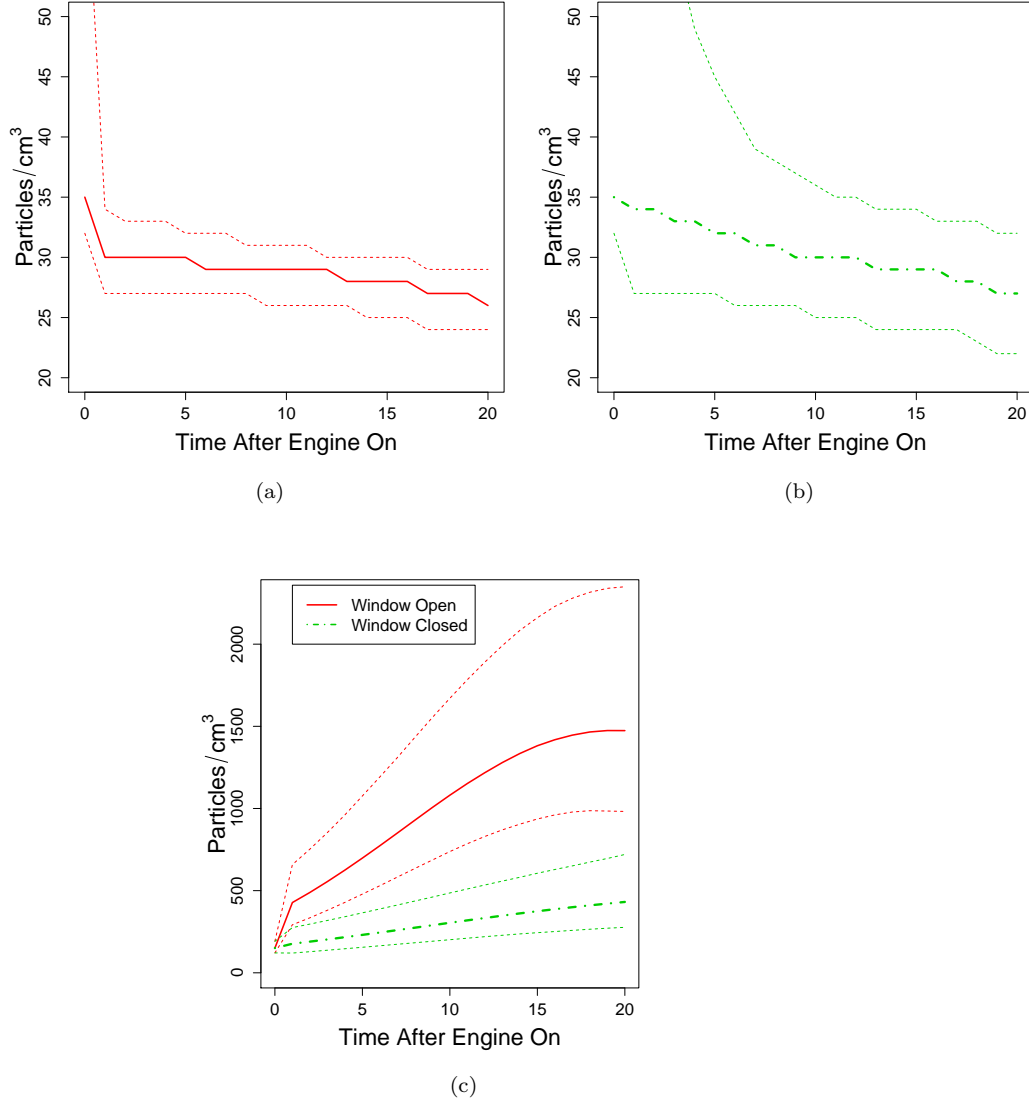 Particles/cm³
50
45
40
35
30
25
20
0 5 10 15 20
Time After Engine On
(a)
Particles/cm³
50
45
40
35
30
25
20
0 5 10 15 20
Time After Engine On
(b)
Particles/cm³
2000
1500
1000
500
0
Window Open
Window Closed
0 5 10 15 20
Time After Engine On
(c)